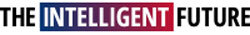 THE INTELLIGENT FUTURE